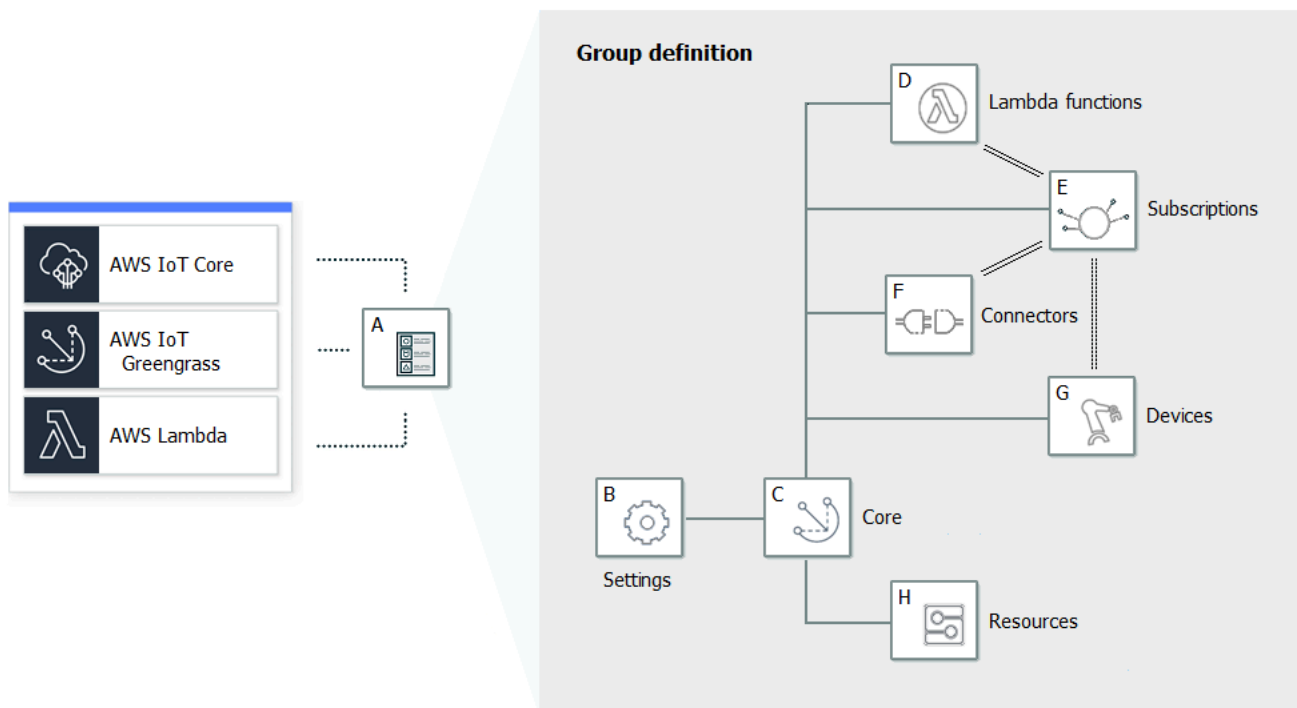 Group definition
D
Lambda functions
E
Subscriptions
AWS IoT Core
F
Connectors
A
AWS IoT
Greengrass
G
Devices
AWS Lambda
B
C
Core
Settings
H
Resources